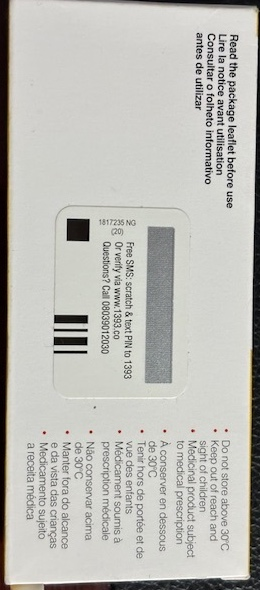 Read the package leaflet before use
Lire la notice avant utilisation
Consultar o folheto informativo
antes de utilizar
1817235 NG
(20)
Free SMS: scratch & text PIN to 1393
Or verify via www.1393.co
Questions? Call 08039012030
• Do not store above 30°C
• Keep out of reach and
sight of children
• Medicinal product subject
to medical prescription
• À conserver en dessous
de 30°C
• Tenir hors de portée et de
vue des enfants
• Médicament soumis à
prescription médicale
• Não conservar acima
de 30°C
• Manter fora do alcance
e da vista das crianças
• Medicamento sujeito
a receita médica